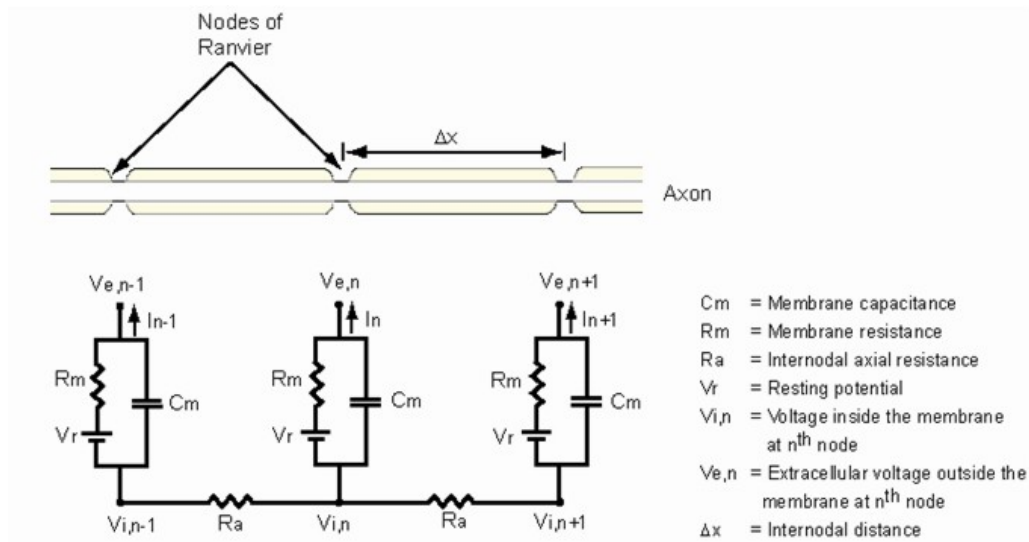 Nodes of
Ranvier
Δx
Axon
Ve,n-1
Ve,n
Ve,n+1
In-1
In
In+1
Rm
Cm
Rm
Cm
Rm
Cm
Vr
Vr
Vr
Vi,n-1
Ra
Vi,n
Ra
Vi,n+1
Cm = Membrane capacitance
Rm = Membrane resistance
Ra = Internodal axial resistance
Vr = Resting potential
Vi,n = Voltage inside the membrane
at nth node
Ve,n = Extracellular voltage outside the
membrane at nth node
Δx = Internodal distance